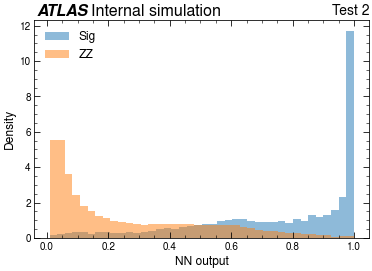 ATLAS Internal simulation
Test 2
Sig
ZZ
Density
12
10
8
6
4
2
0
0.0 0.2 0.4 0.6 0.8 1.0
NN output